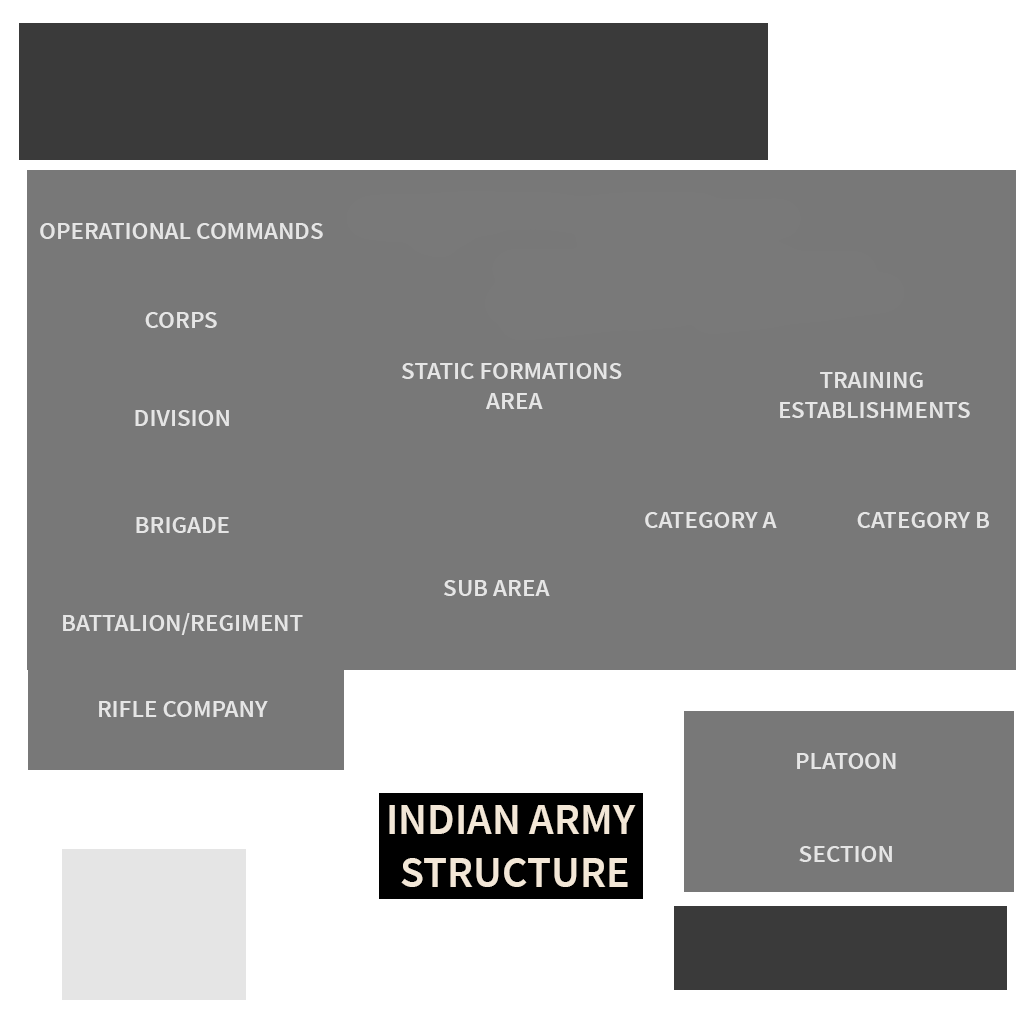 OPERATIONAL COMMANDS
CORPS
DIVISION
BRIGADE
BATTALION/REGIMENT
RIFLE COMPANY
STATIC FORMATIONS
AREA
SUB AREA
TRAINING
ESTABLISHMENTS
CATEGORY A
CATEGORY B
PLATOON
SECTION
INDIAN ARMY
STRUCTURE